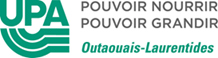 UPA
POUVOIR NOURRIR
POUVOIR GRANDIR
Outaouais-Laurentides